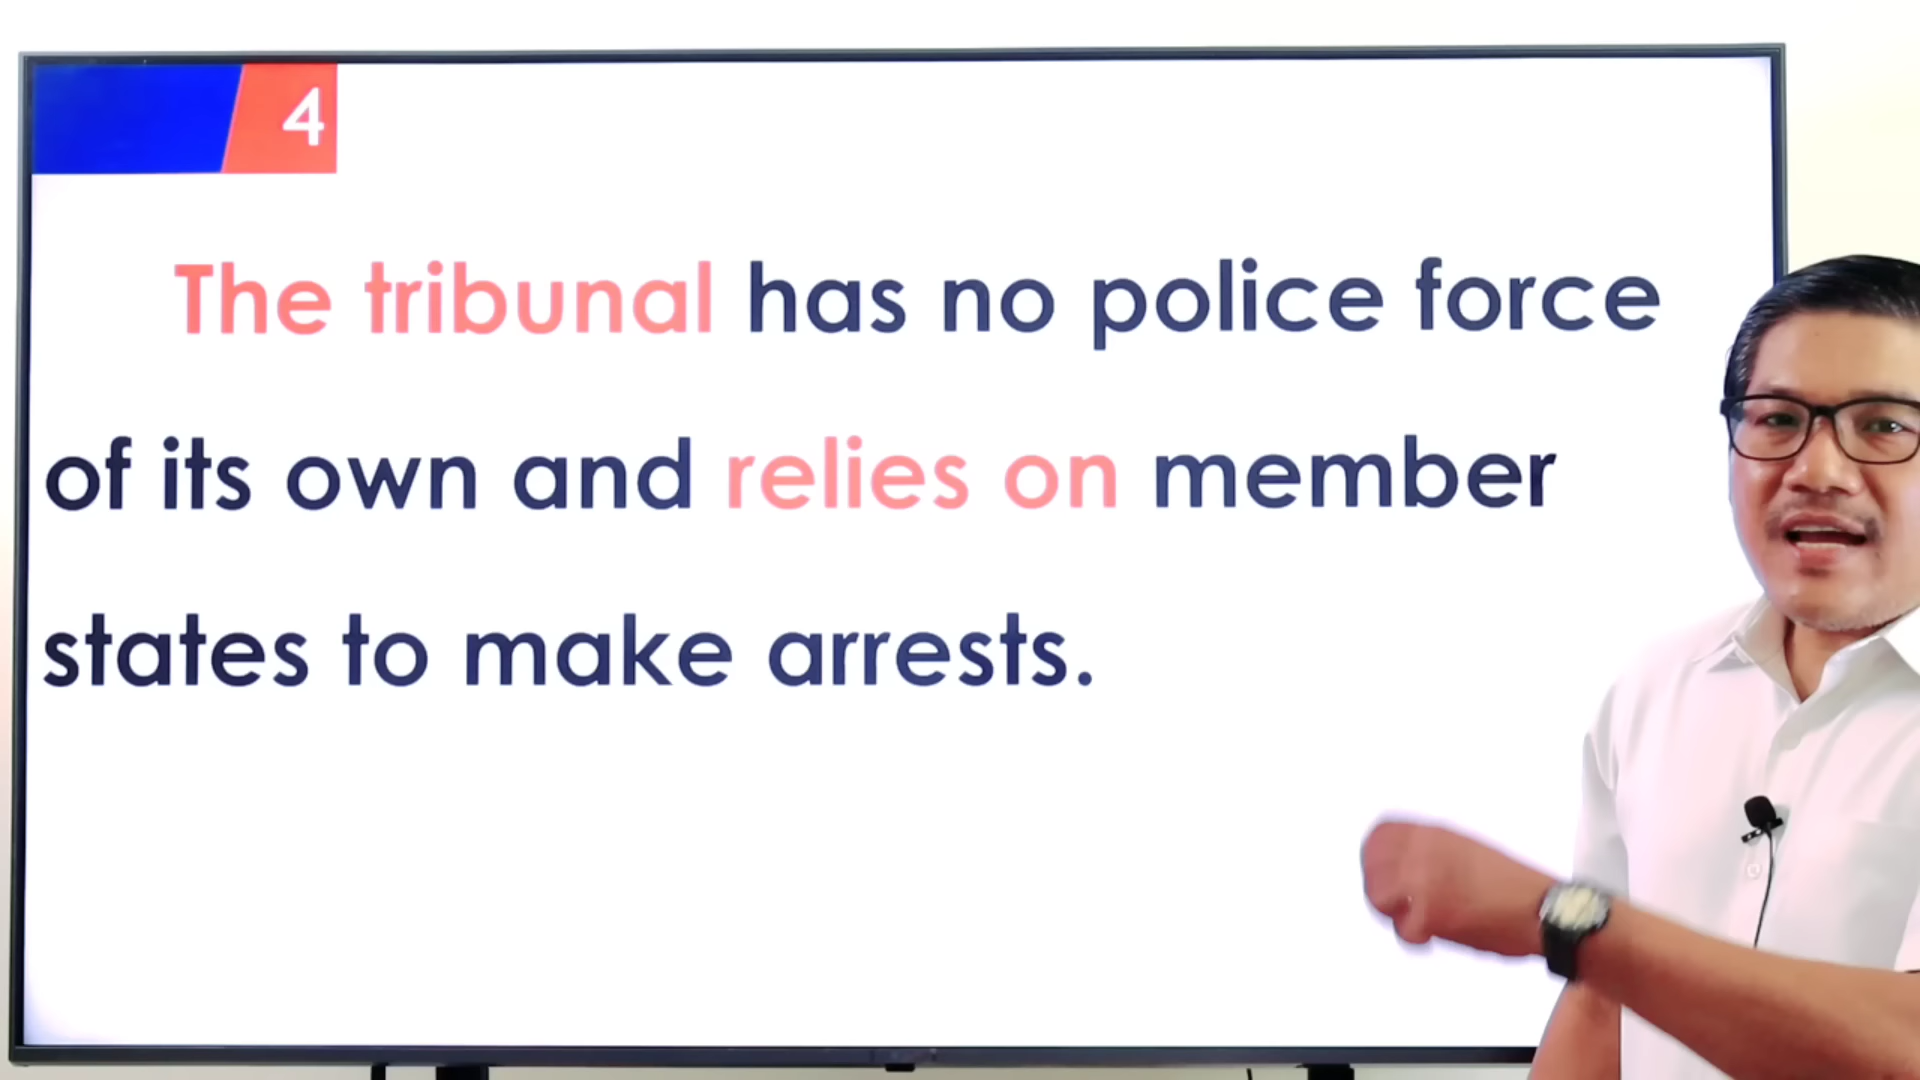 4
The tribunal has no police force
of its own and relies on member
states to make arrests.